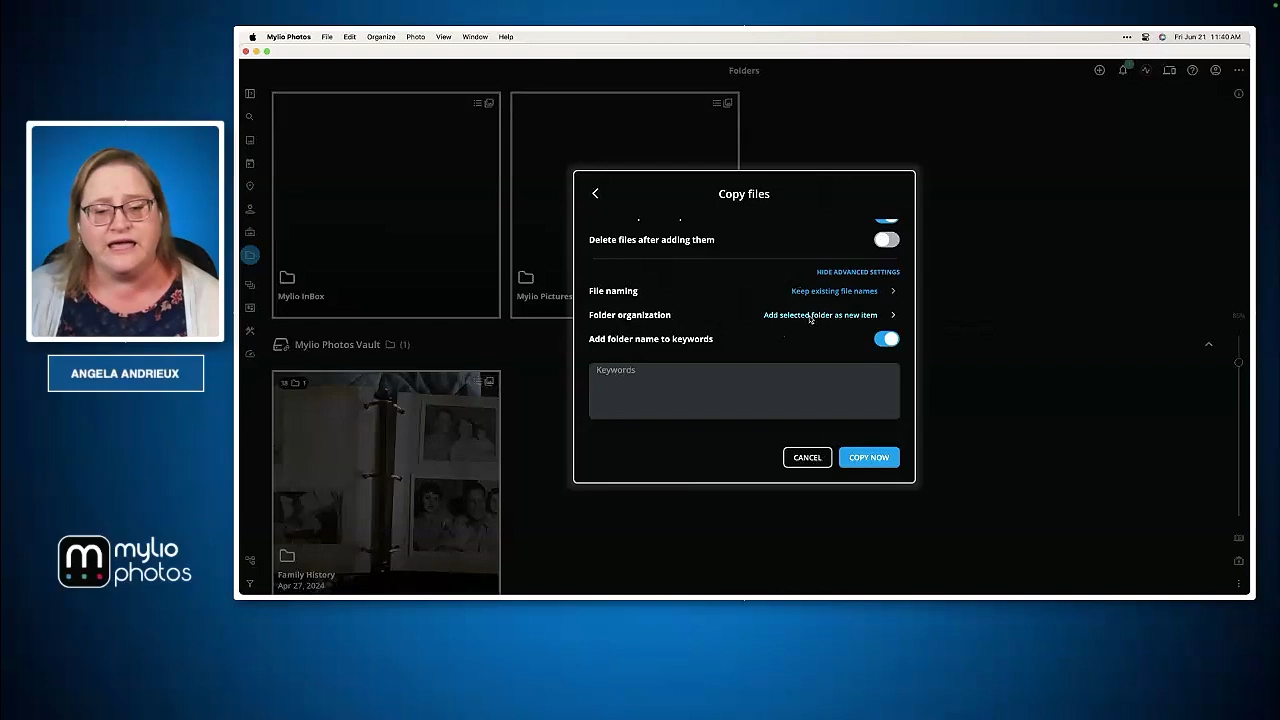 Mylio Photos File Edit Organize Photo View Window Help
Fri Jun 21 11:40 AM
Folders
Mylio InBox
Mylio Pictures
Mylio Photos Vault (1)
38 1
Family History
Apr 27, 2024
Copy files
Delete files after adding them
HIDE ADVANCED SETTINGS
File naming Keep existing file names
Folder organization Add selected folder as new item
Add folder name to keywords
Keywords
CANCEL COPY NOW
ANGELA ANDRIEUX
m mylio photos